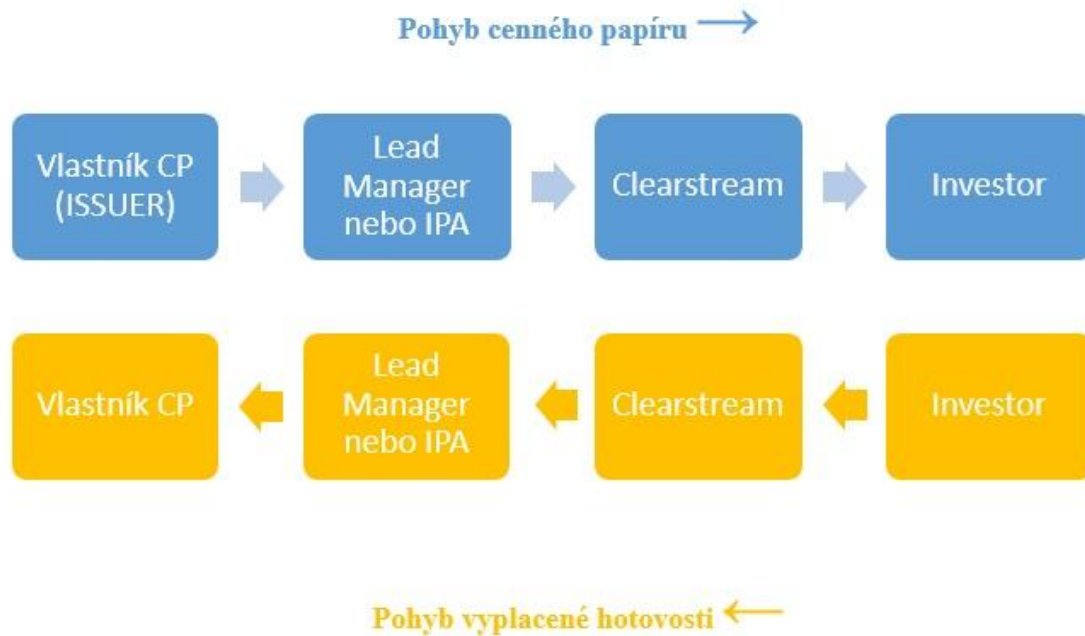 Pohyb cenného papíru →
Vlastník CP
(ISSUER)
Lead
Manager
nebo IPA
Clearstream
Investor
Vlastník CP
Lead
Manager
nebo IPA
Clearstream
Investor
Pohyb vyplacené hotovosti ←